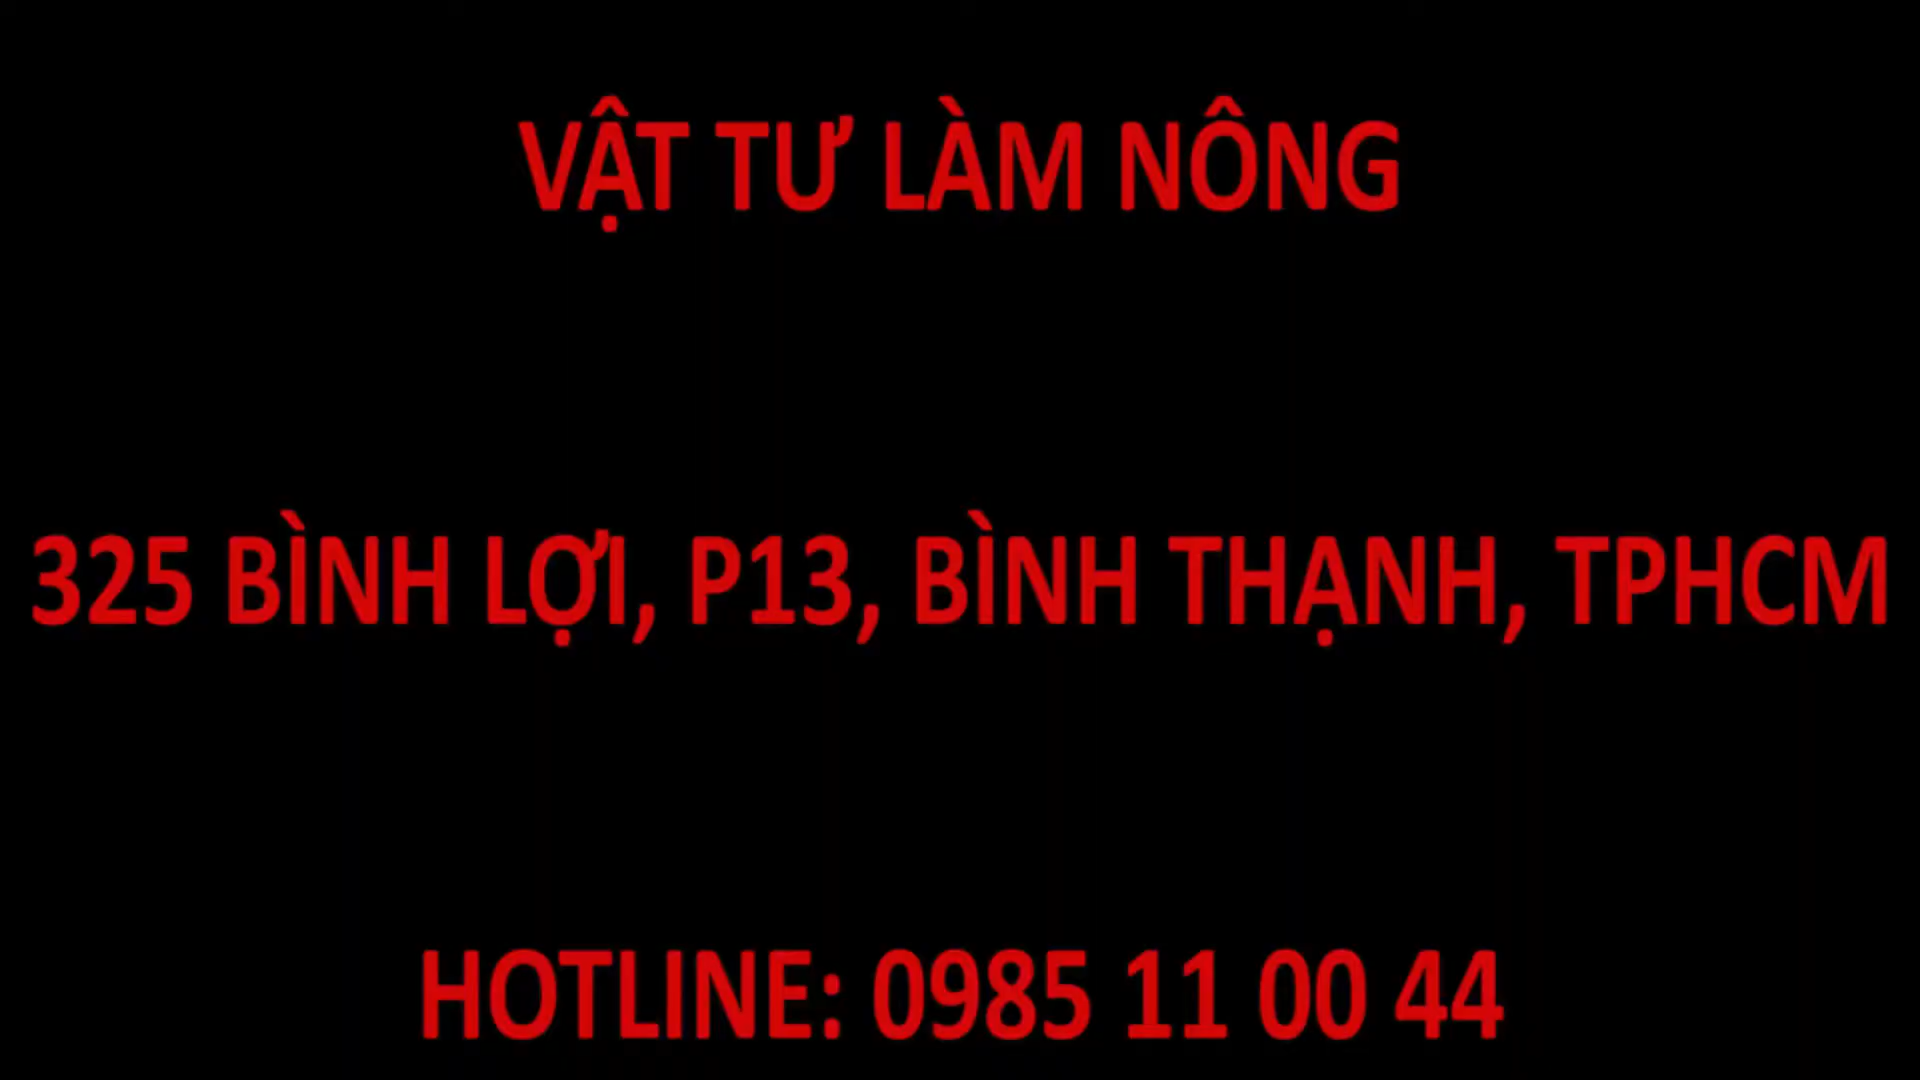 VẬT TƯ LÀM NÔNG
325 BÌNH LỢI, P13, BÌNH THẠNH, TPHCM
HOTLINE: 0985 11 00 44